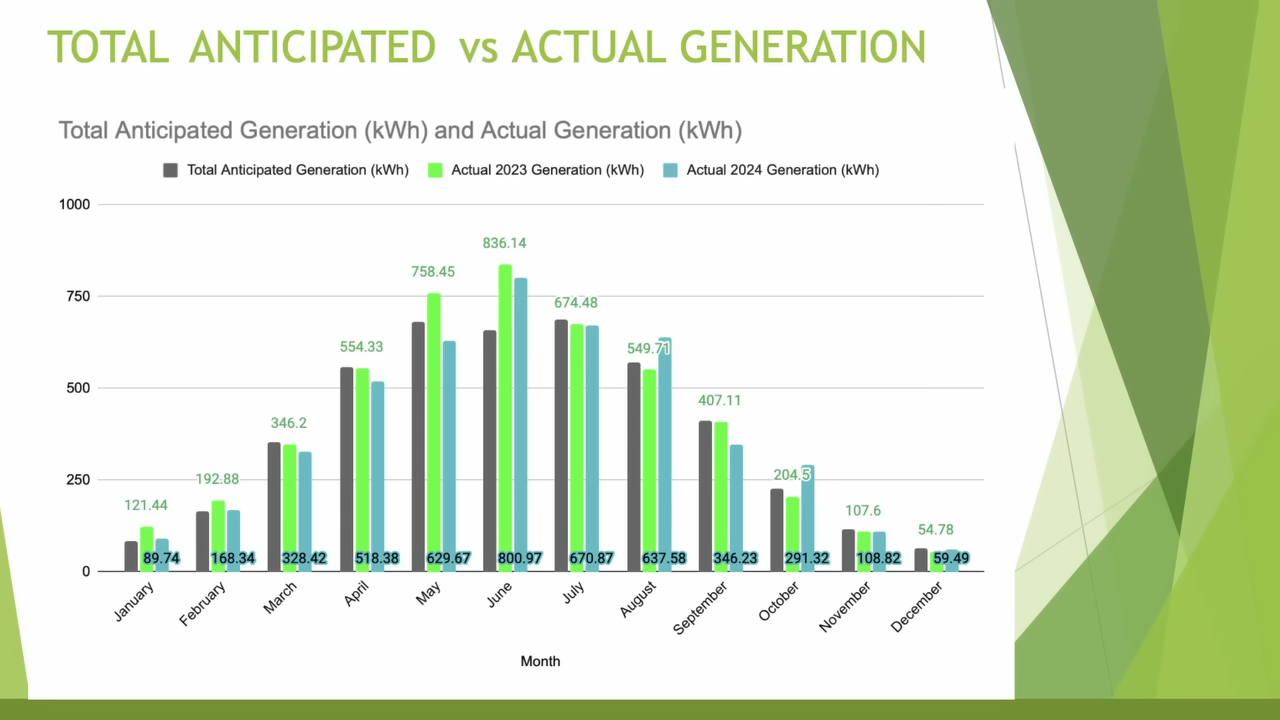 TOTAL ANTICIPATED vs ACTUAL GENERATION
Total Anticipated Generation (kWh) and Actual Generation (kWh)
Total Anticipated Generation (kWh) Actual 2023 Generation (kWh) Actual 2024 Generation (kWh)
1000
836.14
758.45
750
674.48
554.33
549.71
500
407.11
346.2
192.88
204.5
250
121.44
107.6
54.78
89.74 168.34 328.42 518.38 629.67 800.97 670.87 637.58 346.23 291.32 108.82 59.49
0
January February March April May June July August September October November December
Month